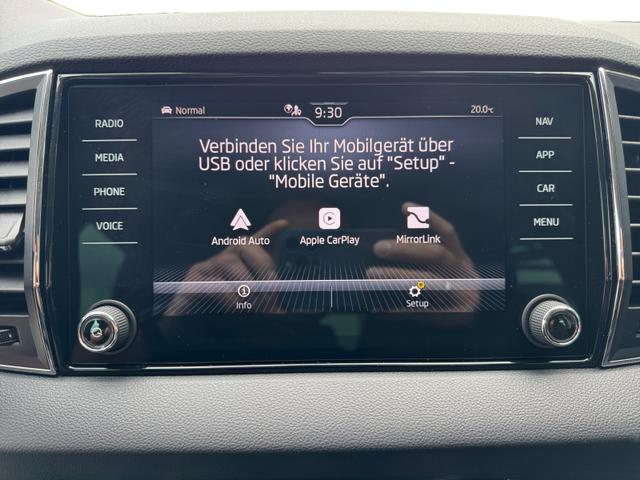 Normal
9:30
20.0°C
RADIO
MEDIA
PHONE
VOICE
Verbinden Sie Ihr Mobilgerät über
USB oder klicken Sie auf "Setup" -
"Mobile Geräte".
Android Auto
Apple CarPlay
MirrorLink
Info
Setup
NAV
APP
CAR
MENU